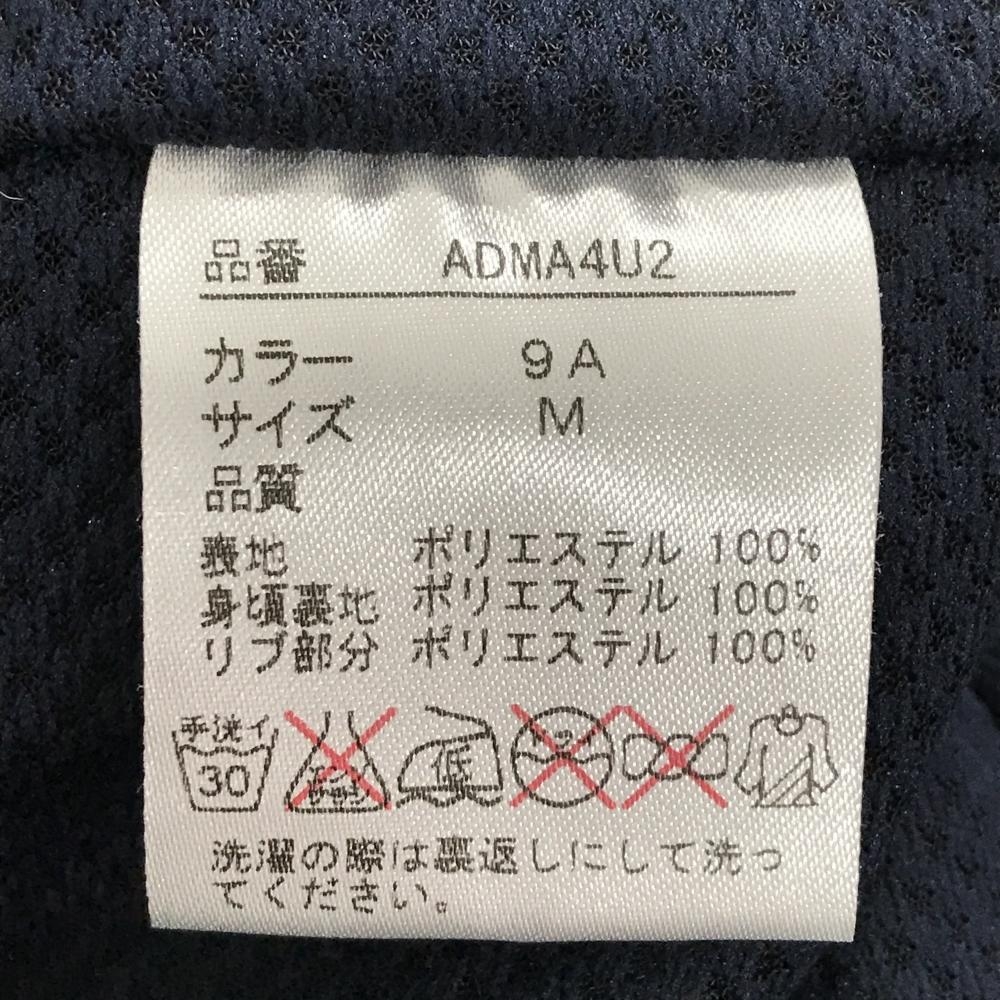 品番 ADMA4U2
カラー 9A
サイズ M
品質
表地 ポリエステル 100%
身頃裏地 ポリエステル 100%
リブ部分 ポリエステル 100%
手洗イ
30
低
洗濯の際は裏返しにして洗っ
てください。